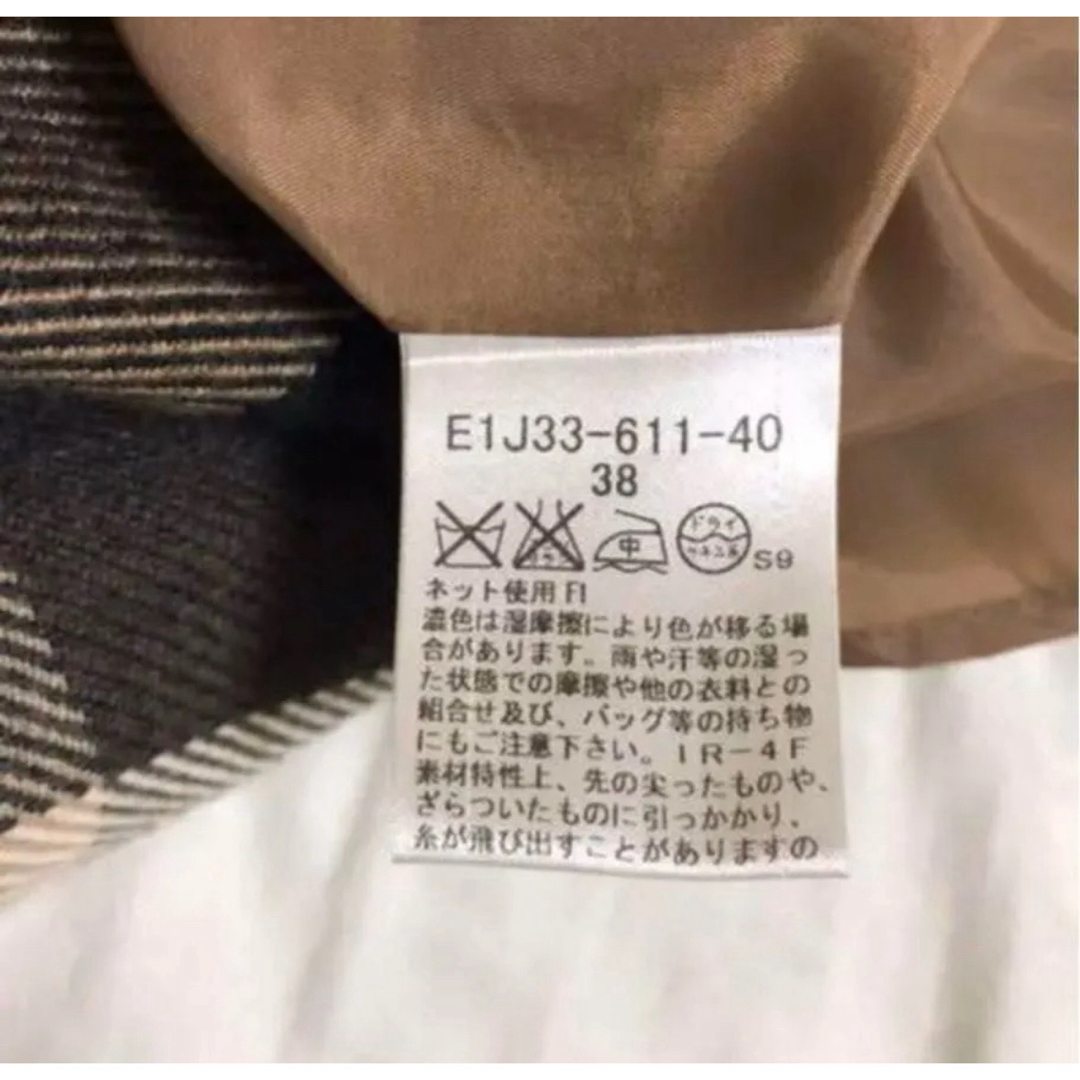 E1J33-611-40
38
中 ドライ
セキユ系 S9
ネット使用 FI
濃色は湿摩擦により色が移る場
合があります。雨や汗等の湿っ
た状態での摩擦や他の衣料との
組合せ及び、バッグ等の持ち物
にもご注意下さい。IR-4F
素材特性上、先の尖ったものや、
ざらついたものに引っかかり、
糸が飛び出すことがありますの